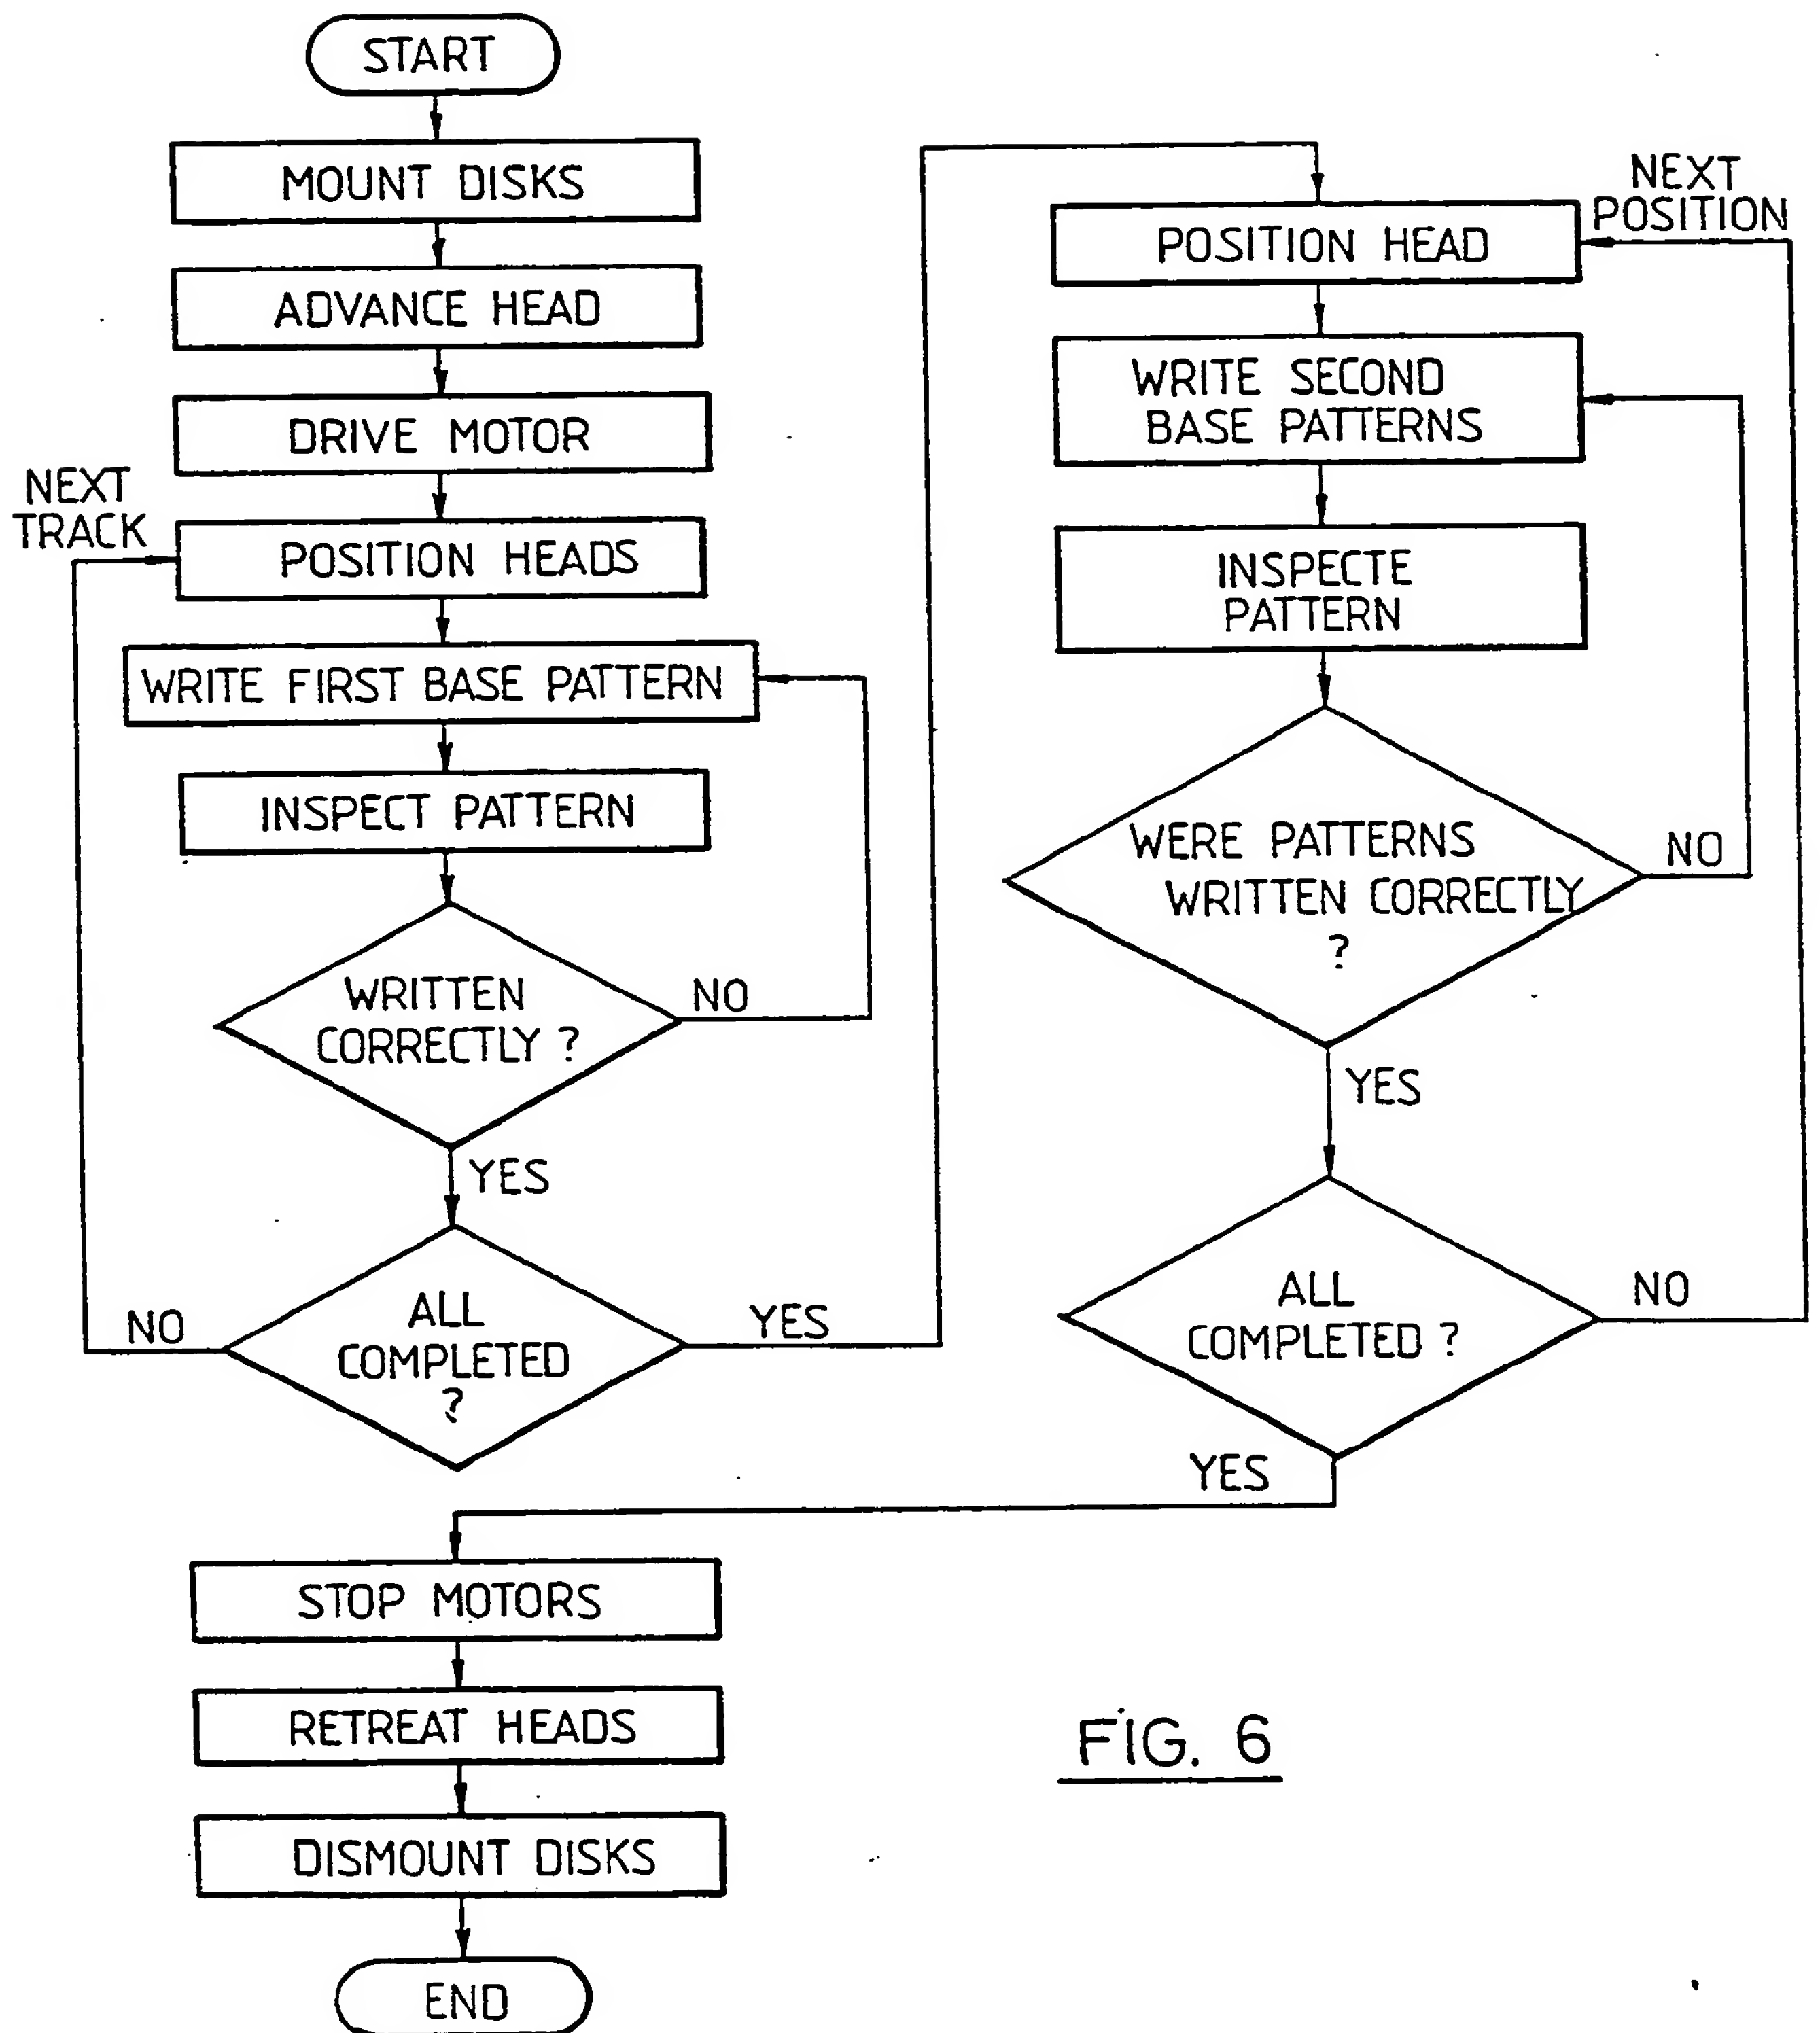 START
MOUNT DISKS
ADVANCE HEAD
DRIVE MOTOR
NEXT
TRACK
POSITION HEADS
WRITE FIRST BASE PATTERN
INSPECT PATTERN
WRITTEN
CORRECTLY ?
NO
YES
ALL
COMPLETED
?
NO
YES
NEXT
POSITION
POSITION HEAD
WRITE SECOND
BASE PATTERNS
INSPECTE
PATTERN
WERE PATTERNS
WRITTEN CORRECTLY
?
NO
YES
ALL
COMPLETED ?
NO
YES
STOP MOTORS
RETREAT HEADS
DISMOUNT DISKS
END
FIG. 6